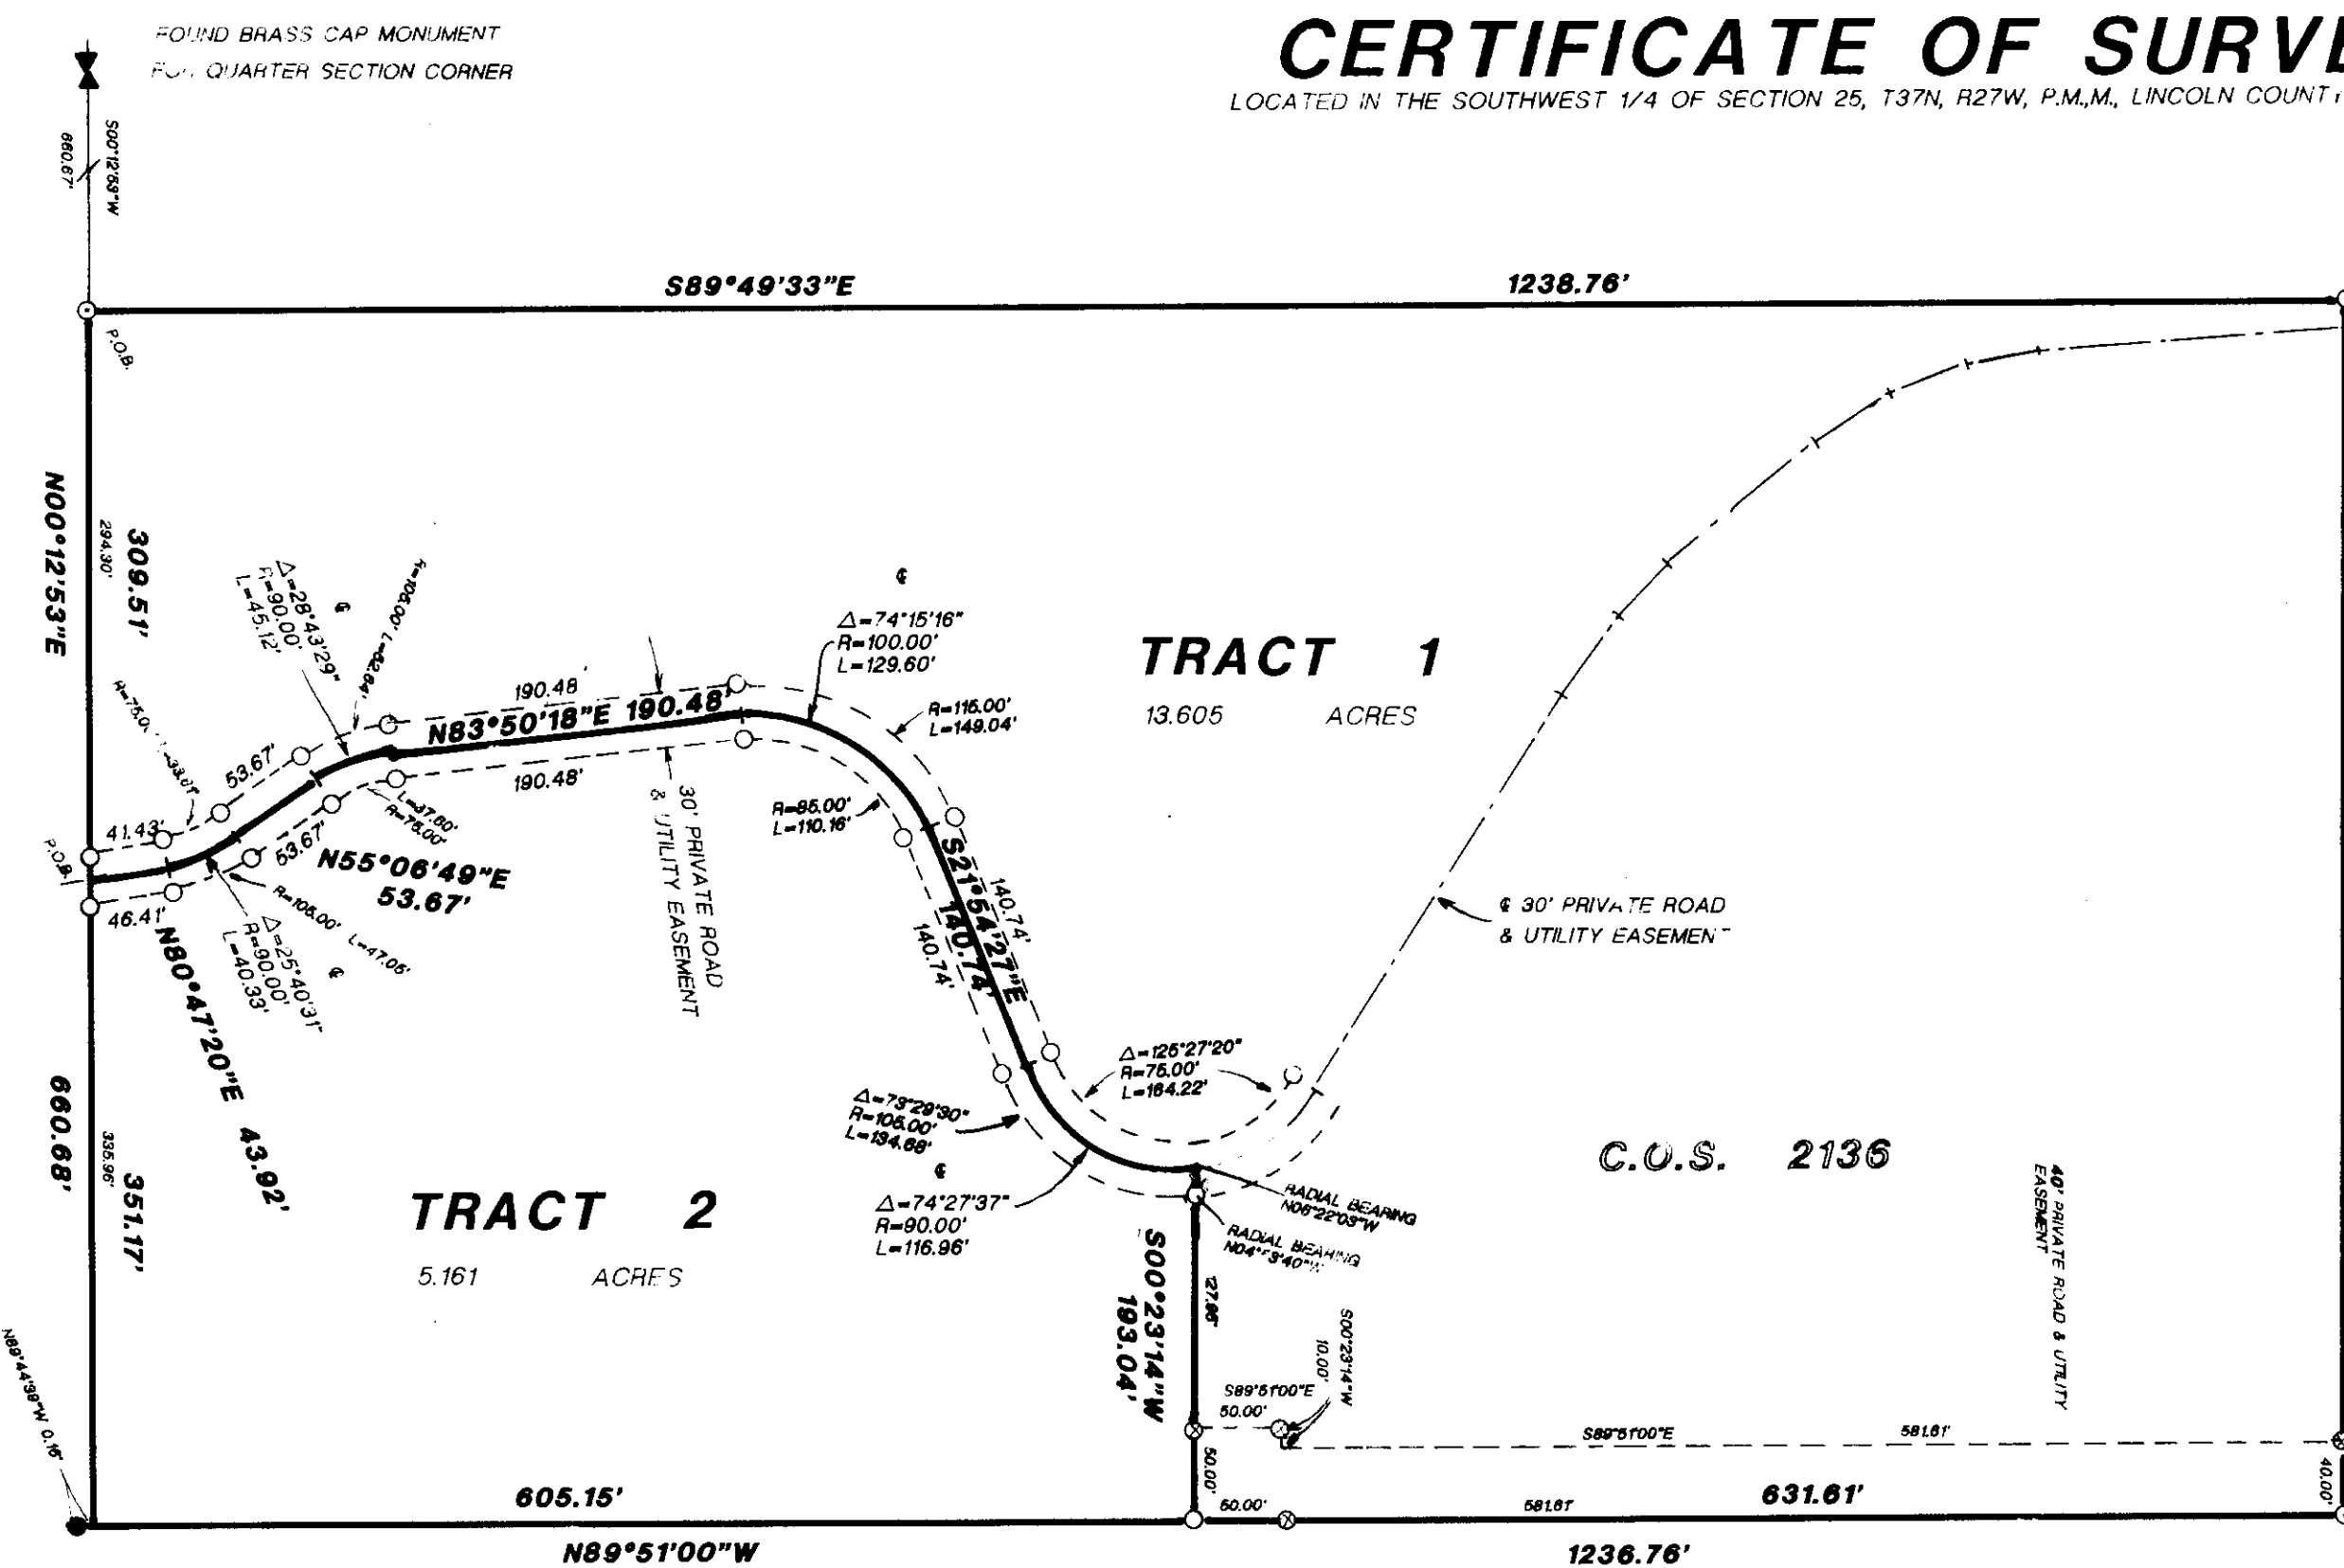 FOUND BRASS CAP MONUMENT
QUARTER SECTION CORNER
CERTIFICATE OF
LOCATED IN THE SOUTHWEST 1/4 OF SECTION 25, T37N, R27W, P.M.,M., LINCOLN
S00°12'53"W
660.67'
S89°49'33"E
1238.76'
P.O.B.
N00°12'53"E
309.51'
294.30'
Δ=28°43'29"
R=90.00'
L=45.12'
℄
190.48
N83°50'18"E 190.48'
190.48'
℄
Δ=74°15'16"
R=100.00'
L=129.60'
R=115.00'
L=149.04'
R=85.00'
L=110.16'
TRACT 1
13.605 ACRES
53.67'
41.43'
P.O.B.
L=37.60'
R=75.00'
53.67'
N55°06'49"E
53.67'
46.41'
R=105.00' L=47.05'
Δ=25°40'31"
R=90.00'
L=40.33'
℄
N80°47'20"E 43.92'
30' PRIVATE ROAD
& UTILITY EASEMENT
S21°54'27"E
140.74'
140.74'
140.74'
℄ 30' PRIVATE ROAD
& UTILITY EASEMENT
Δ=125°27'20"
R=75.00'
L=164.22'
Δ=73°29'30"
R=105.00'
L=134.68'
℄
Δ=74°27'37"
R=90.00'
L=116.96'
RADIAL BEARING
N06°22'03"W
RADIAL BEARING
C.O.S. 2136
40' PRIVATE ROAD & UTILITY
EASEMENT
660.68'
335.96'
351.17'
TRACT 2
5.161 ACRES
S00°23'14"W
193.04'
S00°23'14"W
10.00'
S89°51'00"E
50.00'
S89°51'00"E
581.61'
N89°44'39"W 0.15'
605.15'
50.00'
50.00'
581.61'
631.61'
40.00'
N89°51'00"W
1236.76'